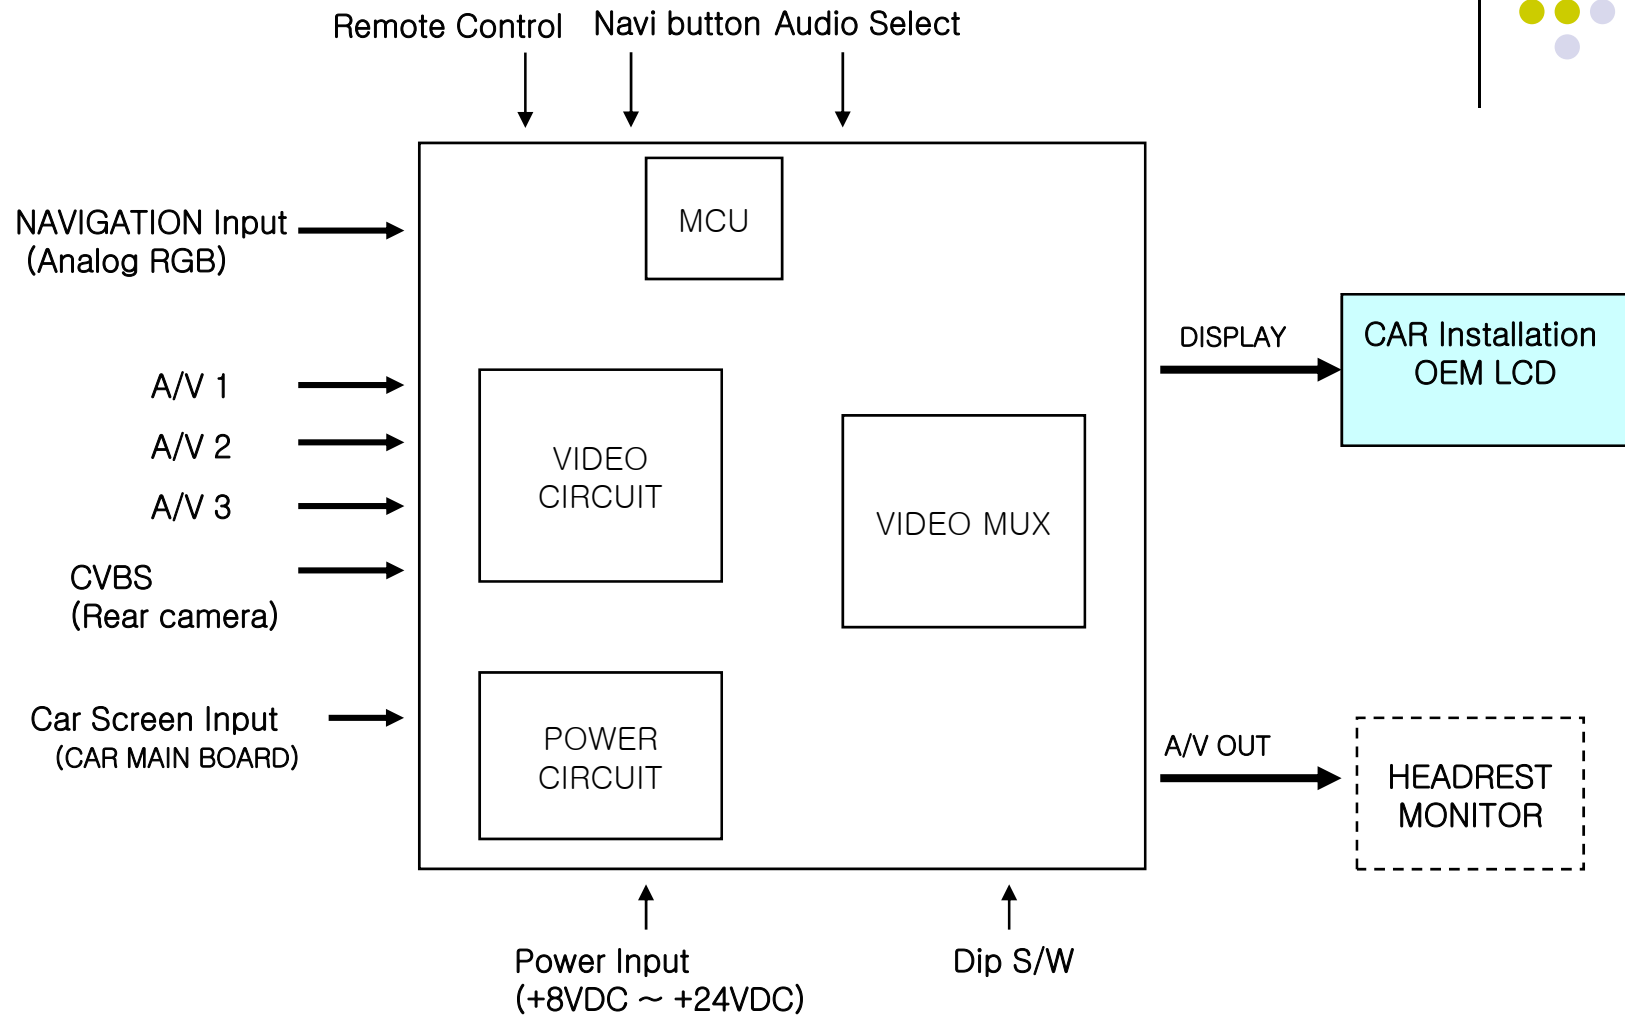 Remote Control
Navi button
Audio Select
NAVIGATION Input
(Analog RGB)
MCU
DISPLAY
CAR Installation
OEM LCD
A/V 1
A/V 2
A/V 3
VIDEO
CIRCUIT
VIDEO MUX
CVBS
(Rear camera)
Car Screen Input
(CAR MAIN BOARD)
POWER
CIRCUIT
A/V OUT
HEADREST
MONITOR
Power Input
(+8VDC ~ +24VDC)
Dip S/W